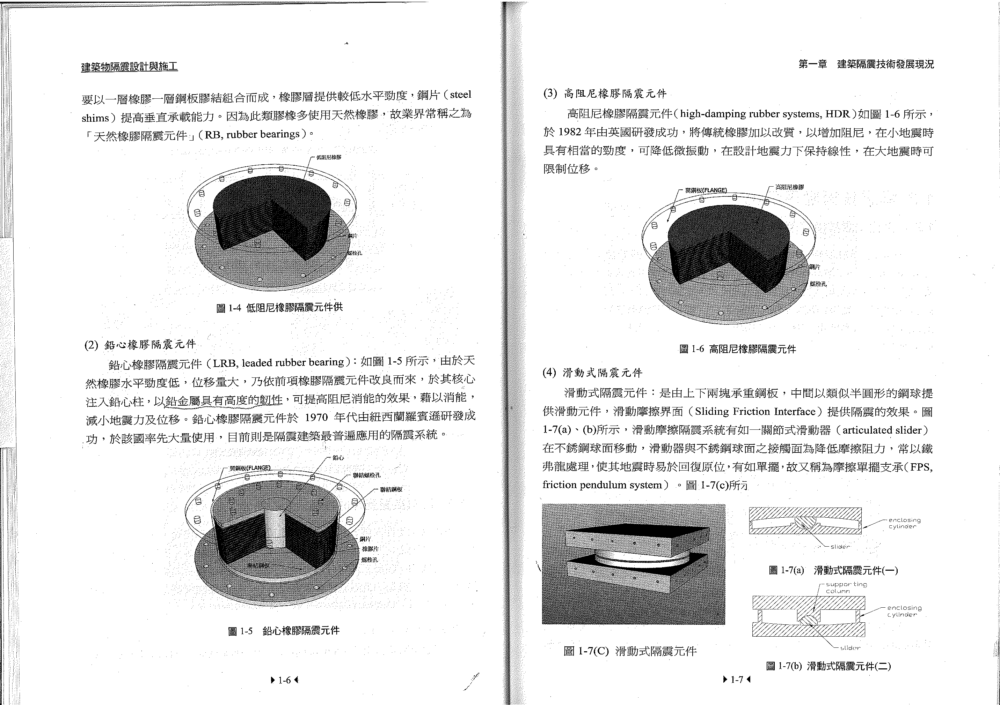 建築物隔震設計與施工
要以一層橡膠一層鋼板膠結組合而成，橡膠層提供較低水平勁度，鋼片（steel
shims）提高垂直承載能力。因為此類膠橡多使用天然橡膠，故業界常稱之為
「天然橡膠隔震元件」（RB, rubber bearings）。
低阻尼橡膠
鋼片
螺栓孔
圖 1-4 低阻尼橡膠隔震元件供
(2) 鉛心橡膠隔震元件
鉛心橡膠隔震元件（LRB, leaded rubber bearing）：如圖 1-5 所示，由於天
然橡膠水平勁度低，位移量大，乃依前項橡膠隔震元件改良而來，於其核心
注入鉛心柱，以鉛金屬具有高度的韌性，可提高阻尼消能的效果，藉以消能，
減小地震力及位移。鉛心橡膠隔震元件於 1970 年代由紐西蘭羅賓遜研發成
功，於該國率先大量使用，目前則是隔震建築最普遍應用的隔震系統。
鉛心
翼鋼板(FLANGE)
聯結螺栓孔
聯結鋼板
鋼片
橡膠片
螺栓孔
聯結鋼板
圖 1-5 鉛心橡膠隔震元件
1-6
第一章 建築隔震技術發展現況
(3) 高阻尼橡膠隔震元件
高阻尼橡膠隔震元件（high-damping rubber systems, HDR）如圖 1-6 所示，
於 1982 年由英國研發成功，將傳統橡膠加以改質，以增加阻尼，在小地震時
具有相當的勁度，可降低微振動，在設計地震力下保持線性，在大地震時可
限制位移。
翼鋼板(FLANGE)
高阻尼橡膠
鋼片
螺栓孔
圖 1-6 高阻尼橡膠隔震元件
(4) 滑動式隔震元件
滑動式隔震元件：是由上下兩塊承重鋼板，中間以類似半圓形的鋼球提
供滑動元件，滑動摩擦界面（Sliding Friction Interface）提供隔震的效果。圖
1-7(a)、(b)所示，滑動摩擦隔震系統有如一關節式滑動器（articulated slider）
在不銹鋼球面移動，滑動器與不銹鋼球面之接觸面為降低摩擦阻力，常以鐵
弗龍處理，使其地震時易於回復原位，有如單擺，故又稱為摩擦單擺支承（FPS,
friction pendulum system）。圖 1-7(c)所示
enclosing
cylinder
slider
圖 1-7(a) 滑動式隔震元件(一)
supporting
column
enclosing
cylinder
slider
圖 1-7(C) 滑動式隔震元件
圖 1-7(b) 滑動式隔震元件(二)
1-7